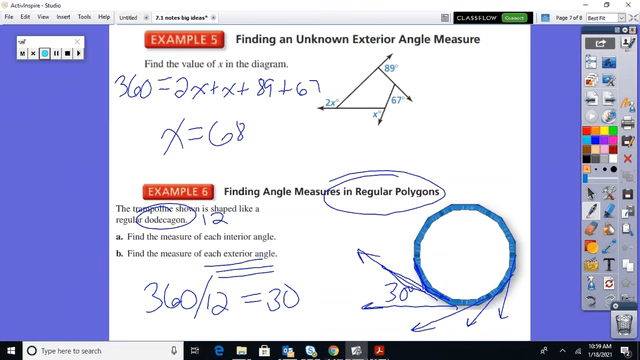 ActivInspire - Studio
File Edit View Insert Tools Help
CLASSFLOW
Connect
Page 7 of 8
Best Fit
Untitled
7.1 notes big ideas*
EXAMPLE 5 Finding an Unknown Exterior Angle Measure
Find the value of x in the diagram.
360 = 2x + x + 89 + 67
x = 68
89°
67°
2x°
x°
EXAMPLE 6 Finding Angle Measures in Regular Polygons
The trampoline shown is shaped like a
regular dodecagon. 12
a. Find the measure of each interior angle.
b. Find the measure of each exterior angle.
360/12 = 30
30°
Type here to search
10:59 AM
1/18/2021